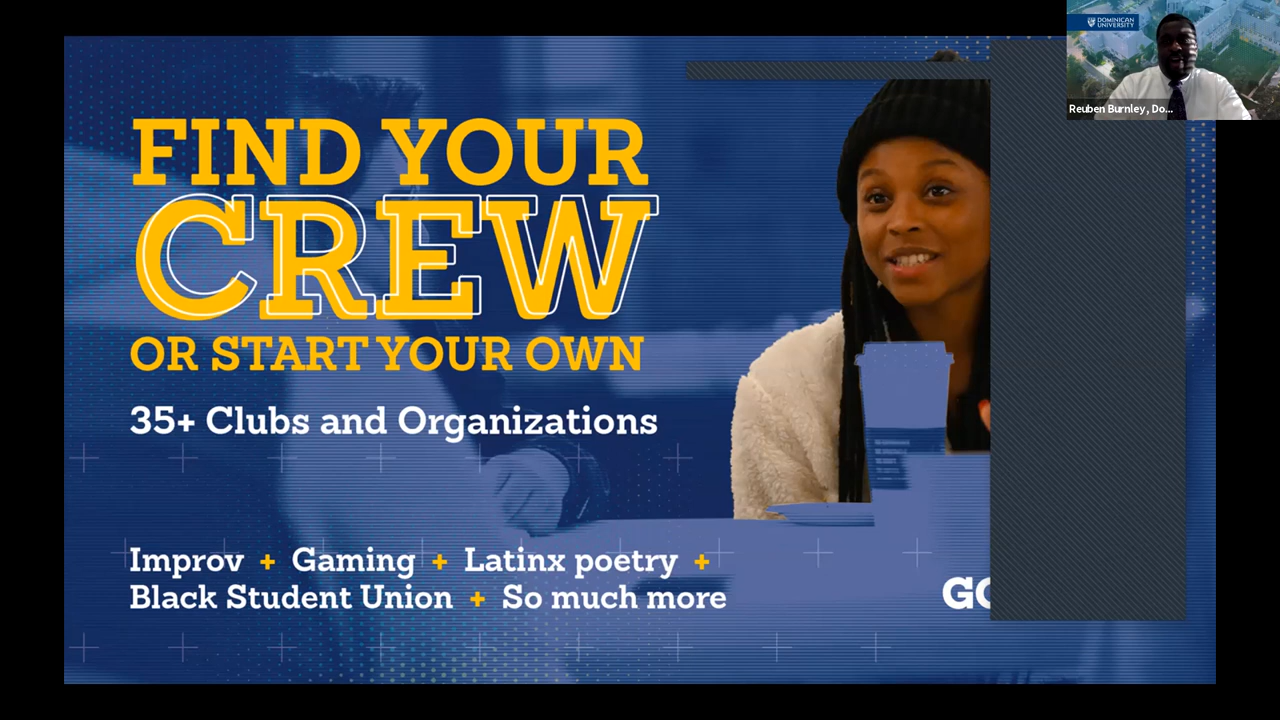 DOMINICAN
UNIVERSITY
Reuben Burnley, Do...
FIND YOUR
CREW
OR START YOUR OWN
35+ Clubs and Organizations
Improv + Gaming + Latinx poetry +
Black Student Union + So much more